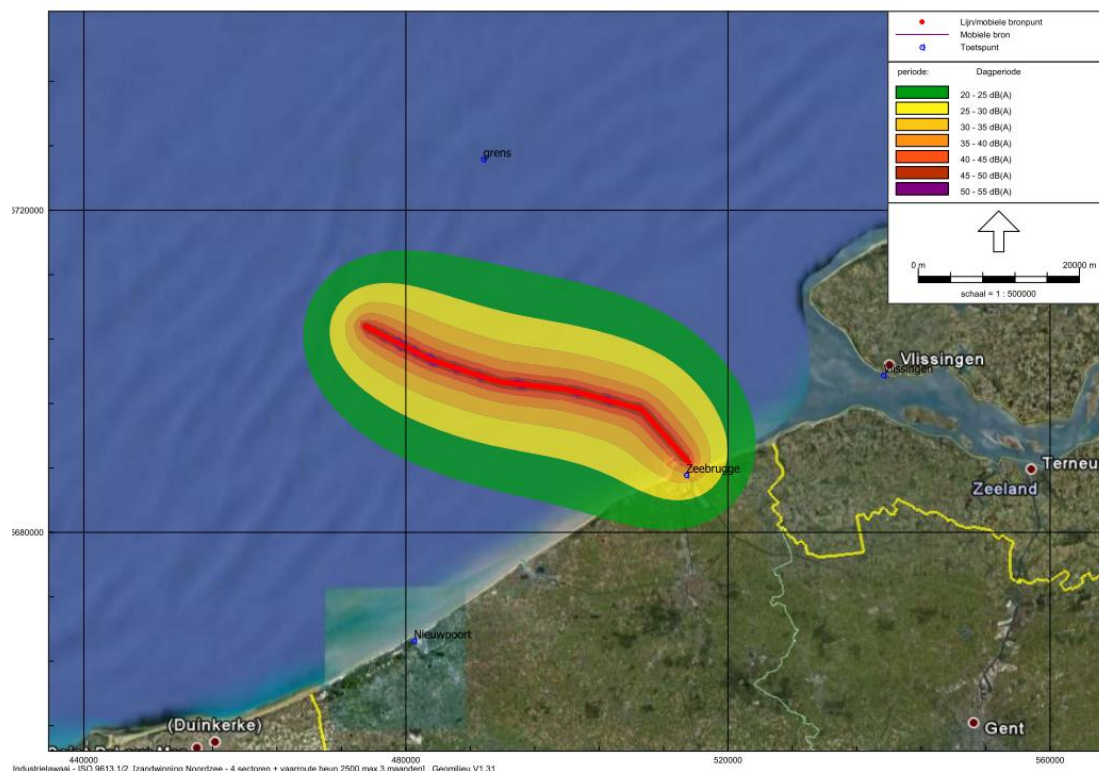 Lijn/mobiele bronpunt
Mobiele bron
Toetspunt
periode: Dagperiode
20 - 25 dB(A)
25 - 30 dB(A)
30 - 35 dB(A)
35 - 40 dB(A)
40 - 45 dB(A)
45 - 50 dB(A)
50 - 55 dB(A)
0 m 20000 m
schaal = 1 : 500000
grens
5720000
Vlissingen
Vlissingen
Zeebrugge
Terneu
Zeeland
5680000
Nieuwpoort
(Duinkerke)
Gent
440000 480000 520000 560000
Industrielawaai - ISO 9613.1/2, [zandwinning Noordzee - 4 sectoren + vaarroute beun 2500 max 3 maanden] , Geomilieu V1.31